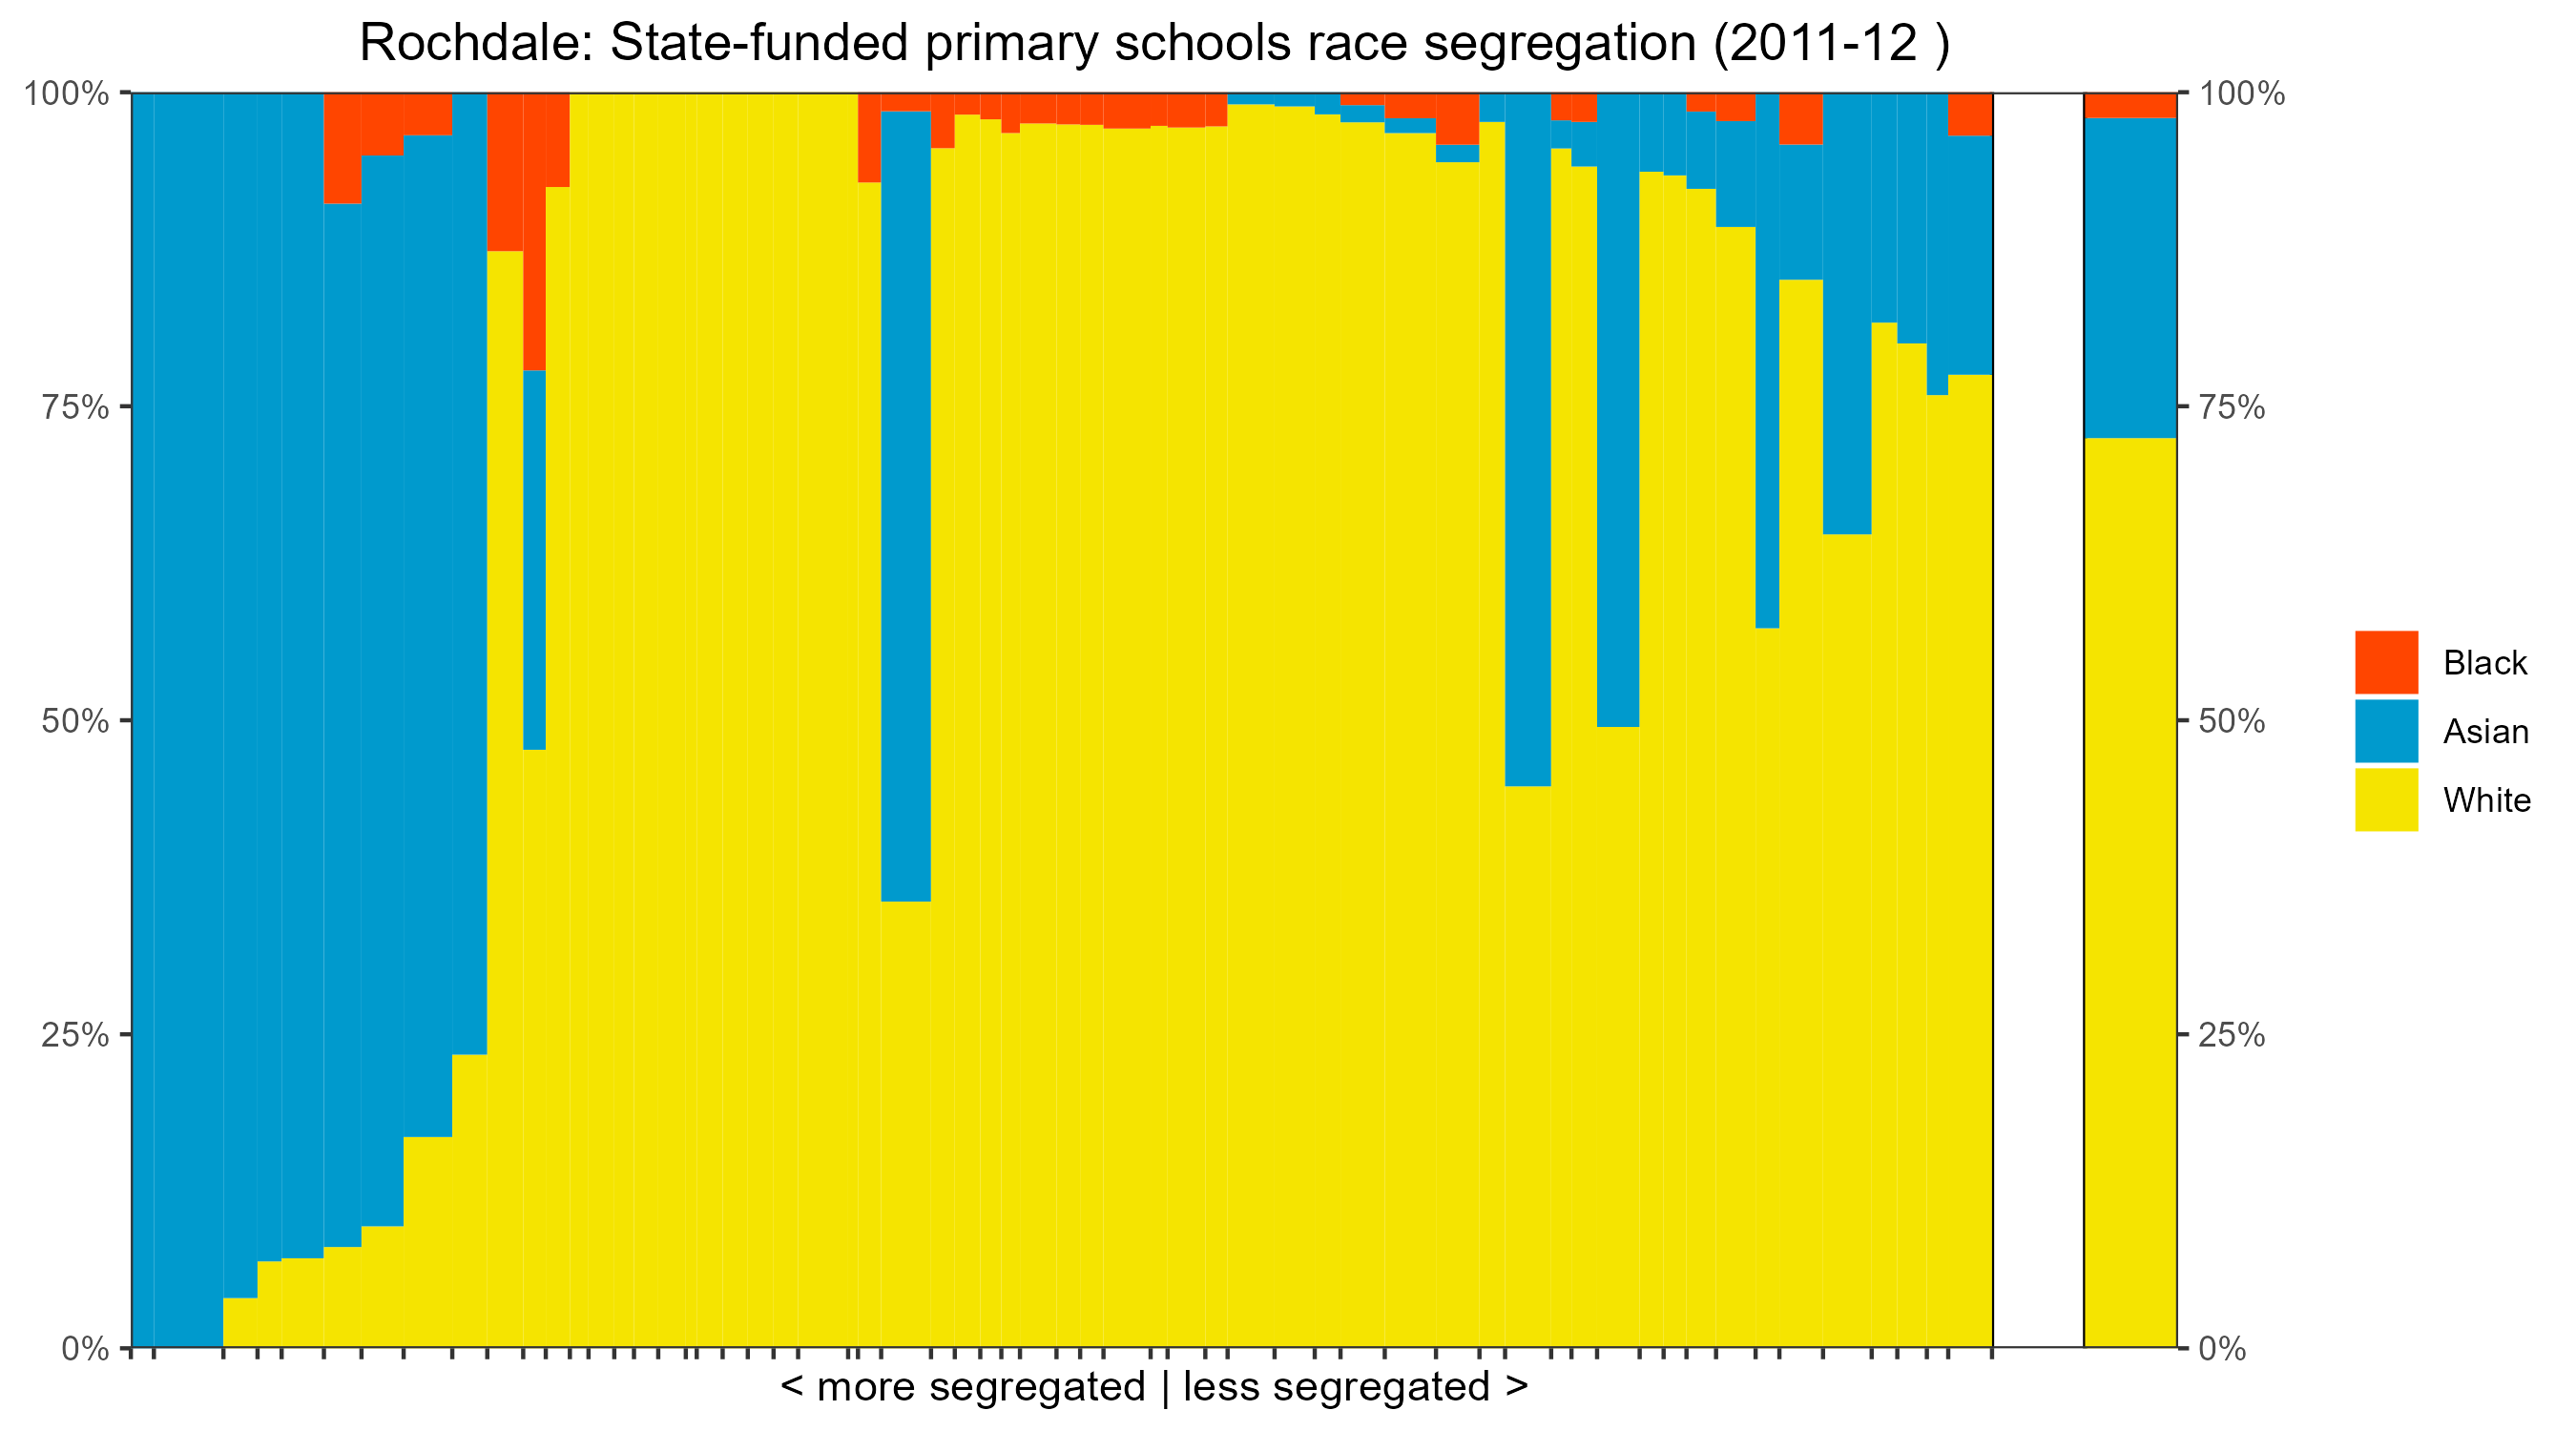 Rochdale: State-funded primary schools race segregation (2011-12 )
100%
75%
50%
25%
0%
100%
75%
50%
25%
0%
Black
Asian
White
< more segregated | less segregated >